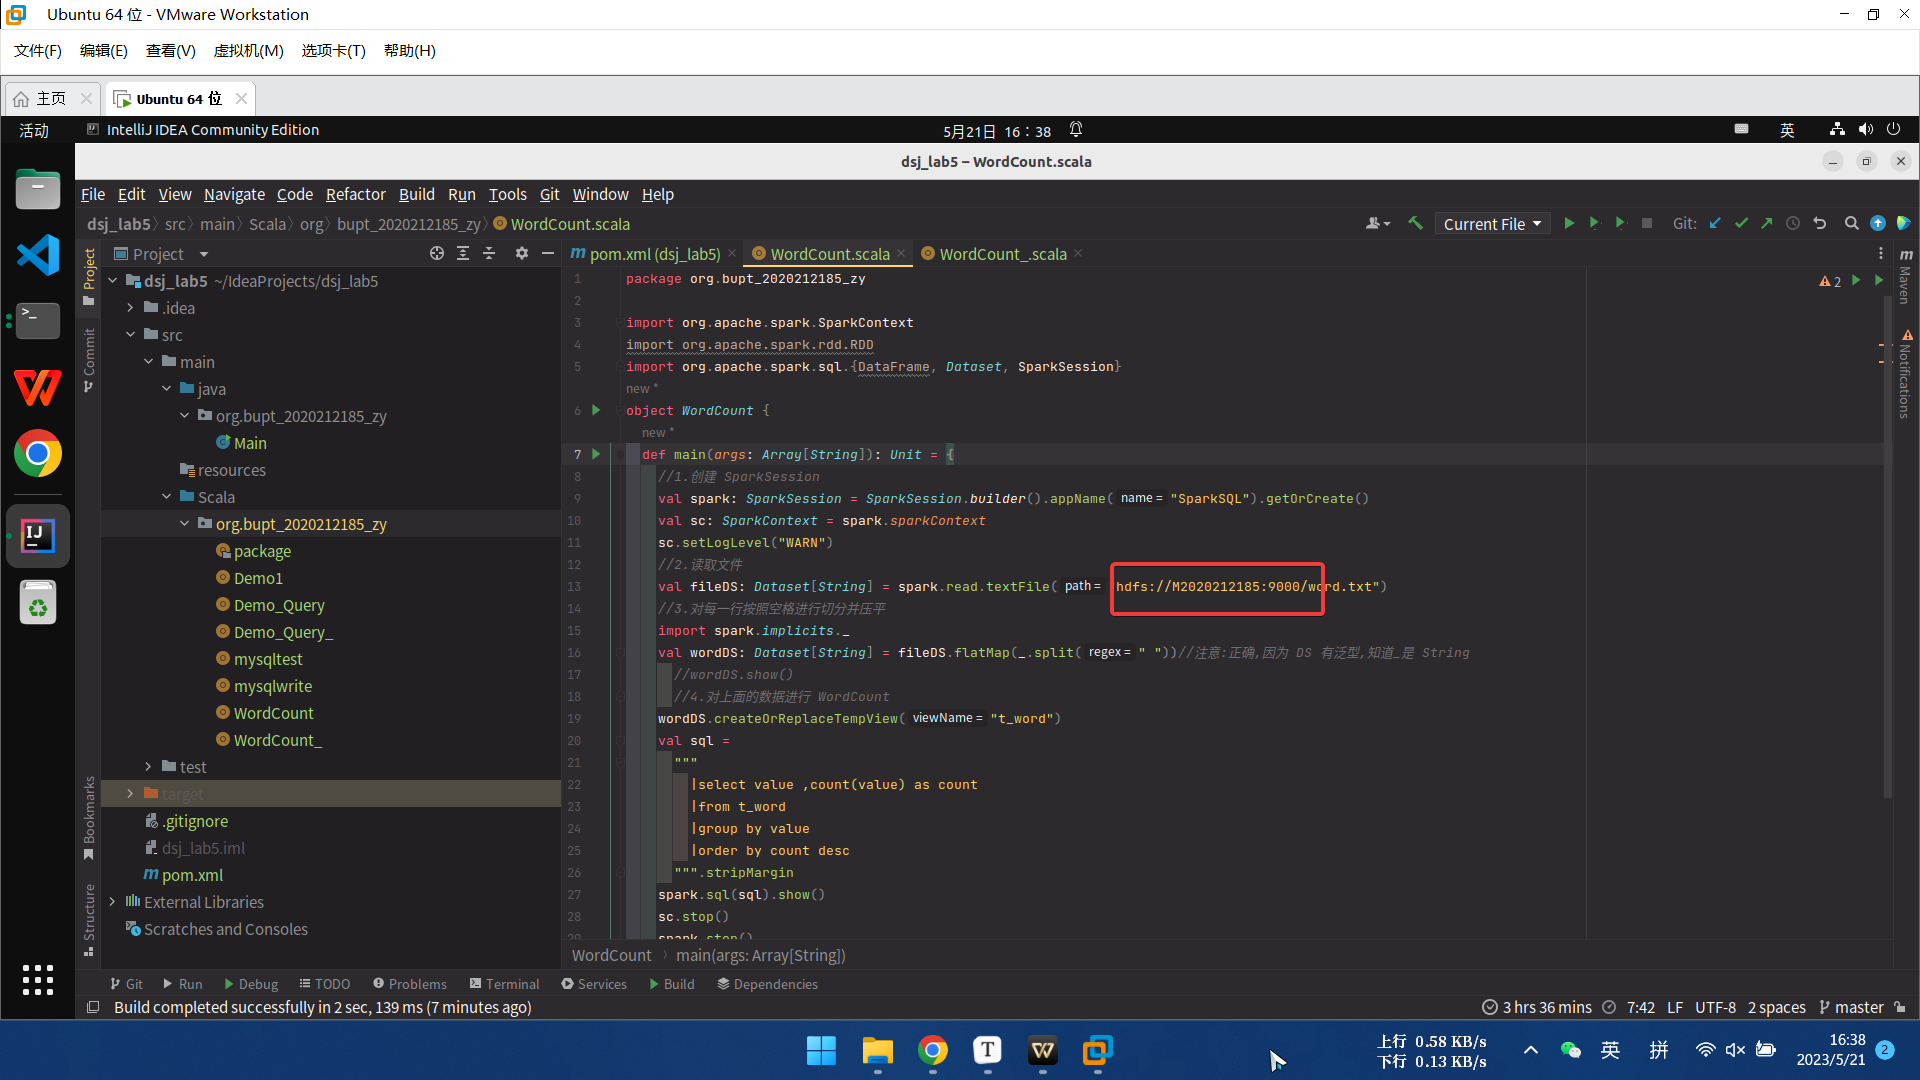 Ubuntu 64 位 - VMware Workstation
文件(F) 编辑(E) 查看(V) 虚拟机(M) 选项卡(T) 帮助(H)
主页 Ubuntu 64 位
活动 IntelliJ IDEA Community Edition 5月21日 16：38 英
dsj_lab5 – WordCount.scala
File Edit View Navigate Code Refactor Build Run Tools Git Window Help
dsj_lab5 src main Scala org bupt_2020212185_zy WordCount.scala Current File Git:
Project pom.xml (dsj_lab5) WordCount.scala WordCount_.scala
Project
Commit
Bookmarks
Structure
dsj_lab5 ~/IdeaProjects/dsj_lab5
.idea
src
main
java
org.bupt_2020212185_zy
Main
resources
Scala
org.bupt_2020212185_zy
package
Demo1
Demo_Query
Demo_Query_
mysqltest
mysqlwrite
WordCount
WordCount_
test
target
.gitignore
dsj_lab5.iml
pom.xml
External Libraries
Scratches and Consoles
1 package org.bupt_2020212185_zy
2
3 import org.apache.spark.SparkContext
4 import org.apache.spark.rdd.RDD
5 import org.apache.spark.sql.{DataFrame, Dataset, SparkSession}
new *
6 object WordCount {
new *
7 def main(args: Array[String]): Unit = {
8 //1.创建 SparkSession
9 val spark: SparkSession = SparkSession.builder().appName( name = "SparkSQL").getOrCreate()
10 val sc: SparkContext = spark.sparkContext
11 sc.setLogLevel("WARN")
12 //2.读取文件
13 val fileDS: Dataset[String] = spark.read.textFile( path = hdfs://M2020212185:9000/word.txt")
14 //3.对每一行按照空格进行切分并压平
15 import spark.implicits._
16 val wordDS: Dataset[String] = fileDS.flatMap(_.split( regex = " "))//注意:正确,因为 DS 有泛型,知道_是 String
17 //wordDS.show()
18 //4.对上面的数据进行 WordCount
19 wordDS.createOrReplaceTempView( viewName = "t_word")
20 val sql =
21 """
22 |select value ,count(value) as count
23 |from t_word
24 |group by value
25 |order by count desc
26 """.stripMargin
27 spark.sql(sql).show()
28 sc.stop()
29 spark.stop()
2
m
Maven
Notifications
WordCount main(args: Array[String])
Git Run Debug TODO Problems Terminal Services Build Dependencies
Build completed successfully in 2 sec, 139 ms (7 minutes ago) 3 hrs 36 mins 7:42 LF UTF-8 2 spaces master
上行 0.58 KB/s
下行 0.13 KB/s
英 拼
16:38
2023/5/21
2